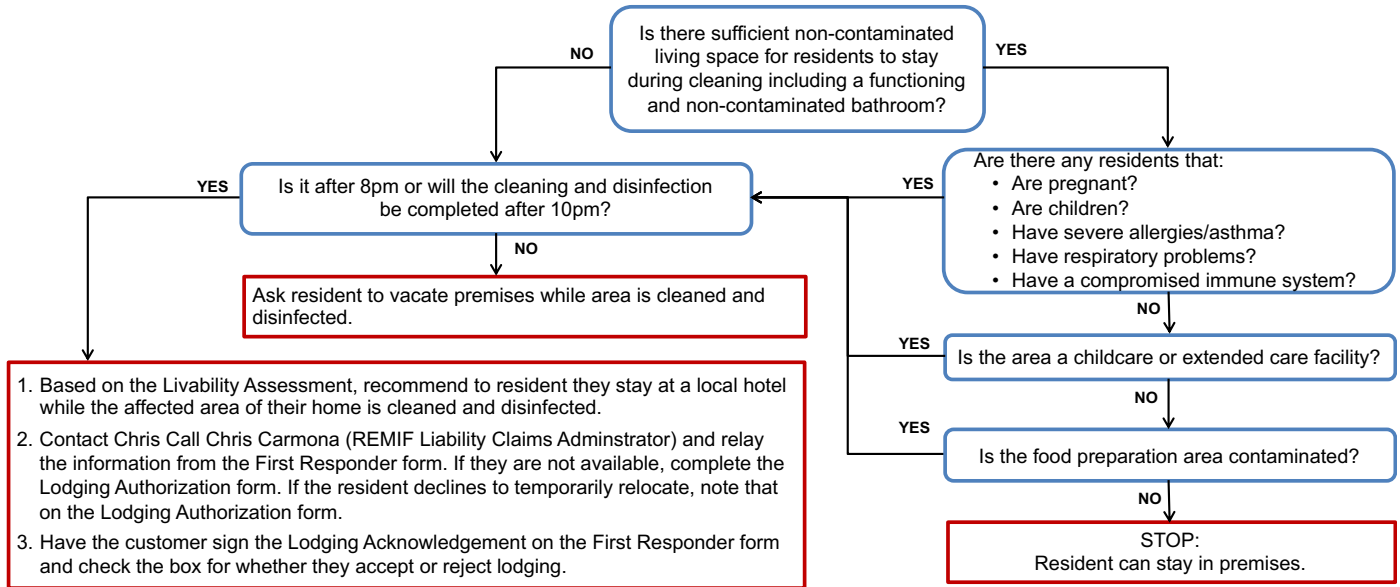 Is there sufficient non-contaminated
living space for residents to stay
during cleaning including a functioning
and non-contaminated bathroom?
NO
YES
Is it after 8pm or will the cleaning and disinfection
be completed after 10pm?
YES
NO
Are there any residents that:
• Are pregnant?
• Are children?
• Have severe allergies/asthma?
• Have respiratory problems?
• Have a compromised immune system?
YES
NO
Ask resident to vacate premises while area is cleaned and
disinfected.
Is the area a childcare or extended care facility?
YES
NO
1. Based on the Livability Assessment, recommend to resident they stay at a local hotel
while the affected area of their home is cleaned and disinfected.
2. Contact Chris Call Chris Carmona (REMIF Liability Claims Adminstrator) and relay
the information from the First Responder form. If they are not available, complete the
Lodging Authorization form. If the resident declines to temporarily relocate, note that
on the Lodging Authorization form.
3. Have the customer sign the Lodging Acknowledgement on the First Responder form
and check the box for whether they accept or reject lodging.
Is the food preparation area contaminated?
YES
NO
STOP:
Resident can stay in premises.